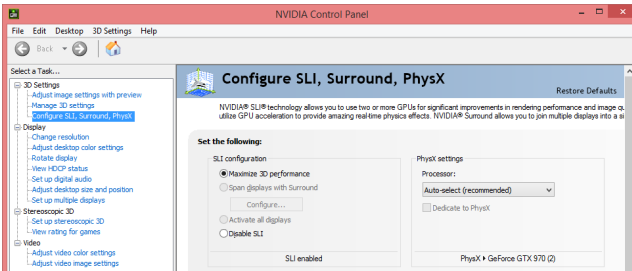 NVIDIA Control Panel
File Edit Desktop 3D Settings Help
Back
Select a Task...
3D Settings
Adjust image settings with preview
Manage 3D settings
Configure SLI, Surround, PhysX
Display
Change resolution
Adjust desktop color settings
Rotate display
View HDCP status
Set up digital audio
Adjust desktop size and position
Set up multiple displays
Stereoscopic 3D
Set up stereoscopic 3D
View rating for games
Video
Adjust video color settings
Adjust video image settings
Configure SLI, Surround, PhysX
Restore Defaults
NVIDIA® SLI® technology allows you to use two or more GPUs for significant improvements in rendering performance and image qu
utilize GPU acceleration to provide amazing real-time physics effects. NVIDIA® Surround allows you to join multiple displays into a si
Set the following:
SLI configuration
Maximize 3D performance
Span displays with Surround
Configure...
Activate all displays
Disable SLI
SLI enabled
PhysX settings
Processor:
Auto-select (recommended)
Dedicate to PhysX
PhysX GeForce GTX 970 (2)